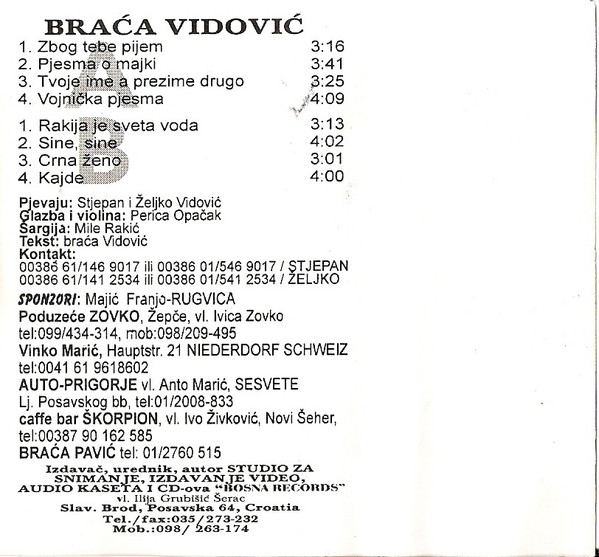 BRAĆA VIDOVIĆ
A
1. Zbog tebe pijem 3:16
2. Pjesma o majki 3:41
3. Tvoje ime a prezime drugo 3:25
4. Vojnička pjesma 4:09
B
1. Rakija je sveta voda 3:13
2. Sine, sine 4:02
3. Crna ženo 3:01
4. Kajde 4:00
Pjevaju: Stjepan i Željko Vidović
Glazba i violina: Perica Opačak
Šargija: Mile Rakić
Tekst: braća Vidović
Kontakt:
00386 61/146 9017 ili 00386 01/546 9017 / STJEPAN
00386 61/141 2534 ili 00386 01/541 2534 / ŽELJKO
SPONZORI: Majić Franjo-RUGVICA
Poduzeće ZOVKO, Žepče, vl. Ivica Zovko
tel:099/434-314, mob:098/209-495
Vinko Marić, Hauptstr. 21 NIEDERDORF SCHWEIZ
tel:0041 61 9618602
AUTO-PRIGORJE vl. Anto Marić, SESVETE
Lj. Posavskog bb, tel:01/2008-833
caffe bar ŠKORPION, vl. Ivo Živković, Novi Šeher,
tel:00387 90 162 585
BRAĆA PAVIĆ tel: 01/2760 515
Izdavač, urednik, autor STUDIO ZA
SNIMANJE, IZDAVANJE VIDEO,
AUDIO KASETA I CD-ova "BOSNA RECORDS"
vl. Ilija Grubišić Šerac
Slav. Brod, Posavska 64, Croatia
Tel./fax:035/273-232
Mob.:098/ 263-174